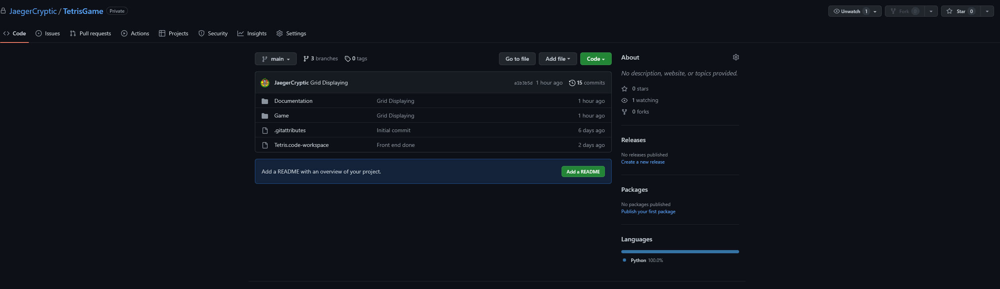 JaegerCryptic / TetrisGame Private
Unwatch 1 Fork 0 Star 0
Code Issues Pull requests Actions Projects Security Insights Settings
main 3 branches 0 tags Go to file Add file Code
JaegerCryptic Grid Displaying a1b3b5d 1 hour ago 15 commits
Documentation Grid Displaying 1 hour ago
Game Grid Displaying 1 hour ago
.gitattributes Initial commit 6 days ago
Tetris.code-workspace Front end done 2 days ago
Add a README with an overview of your project. Add a README
About
No description, website, or topics provided.
0 stars
1 watching
0 forks
Releases
No releases published
Create a new release
Packages
No packages published
Publish your first package
Languages
Python 100.0%